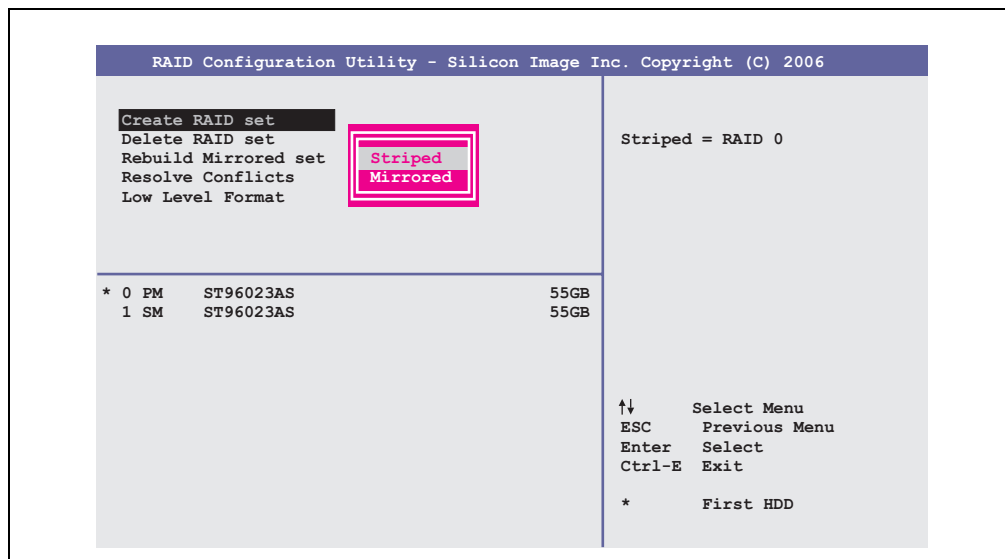 RAID Configuration Utility - Silicon Image Inc. Copyright (C) 2006
Create RAID set
Delete RAID set
Rebuild Mirrored set
Resolve Conflicts
Low Level Format
Striped
Mirrored
Striped = RAID 0
* 0 PM ST96023AS 55GB
1 SM ST96023AS 55GB
↑↓ Select Menu
ESC Previous Menu
Enter Select
Ctrl-E Exit
* First HDD